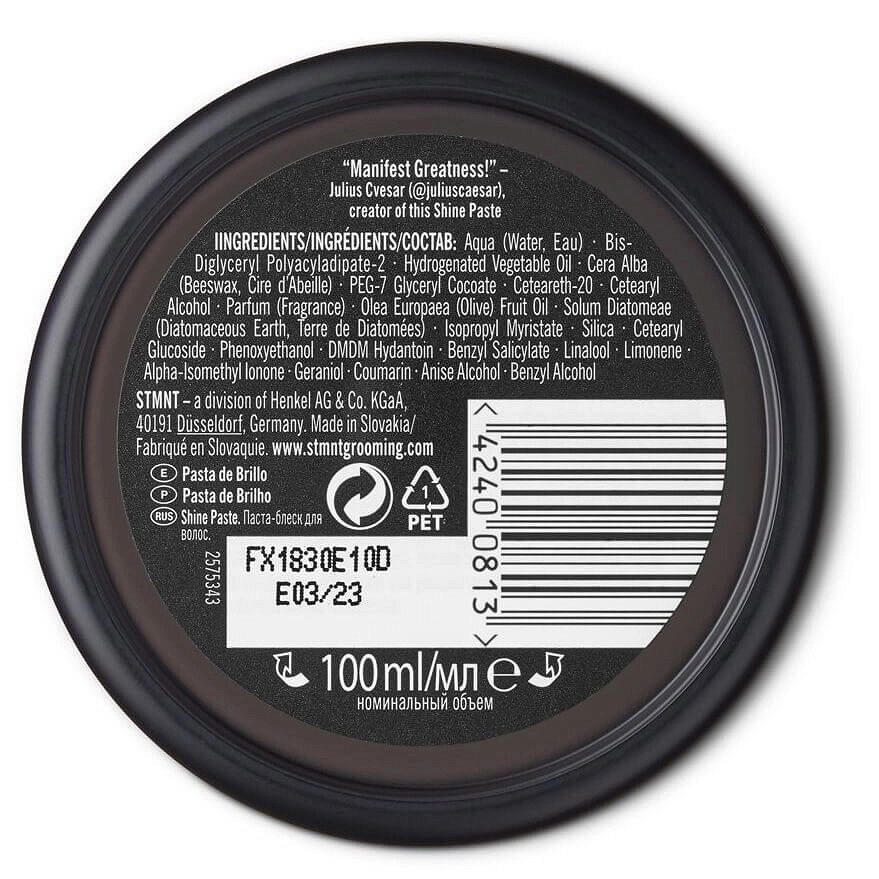 “Manifest Greatness!” –
Julius Cvesar (@juliuscaesar),
creator of this Shine Paste
IINGREDIENTS/INGRÉDIENTS/СОСТАВ: Aqua (Water, Eau) · Bis-
Diglyceryl Polyacyladipate-2 · Hydrogenated Vegetable Oil · Cera Alba
(Beeswax, Cire d’Abeille) · PEG-7 Glyceryl Cocoate · Ceteareth-20 · Cetearyl
Alcohol · Parfum (Fragrance) · Olea Europaea (Olive) Fruit Oil · Solum Diatomeae
(Diatomaceous Earth, Terre de Diatomées) · Isopropyl Myristate · Silica · Cetearyl
Glucoside · Phenoxyethanol · DMDM Hydantoin · Benzyl Salicylate · Linalool · Limonene ·
Alpha-Isomethyl Ionone · Geraniol · Coumarin · Anise Alcohol · Benzyl Alcohol
STMNT – a division of Henkel AG & Co. KGaA,
40191 Düsseldorf, Germany. Made in Slovakia/
Fabriqué en Slovaquie. www.stmntgrooming.com
E Pasta de Brillo
P Pasta de Brilho
RUS Shine Paste. Паста-блеск для
волос.
1
PET
< 4240 0813 >
2575343
FX1830E10D
E03/23
100 ml/мл e
номинальный объем